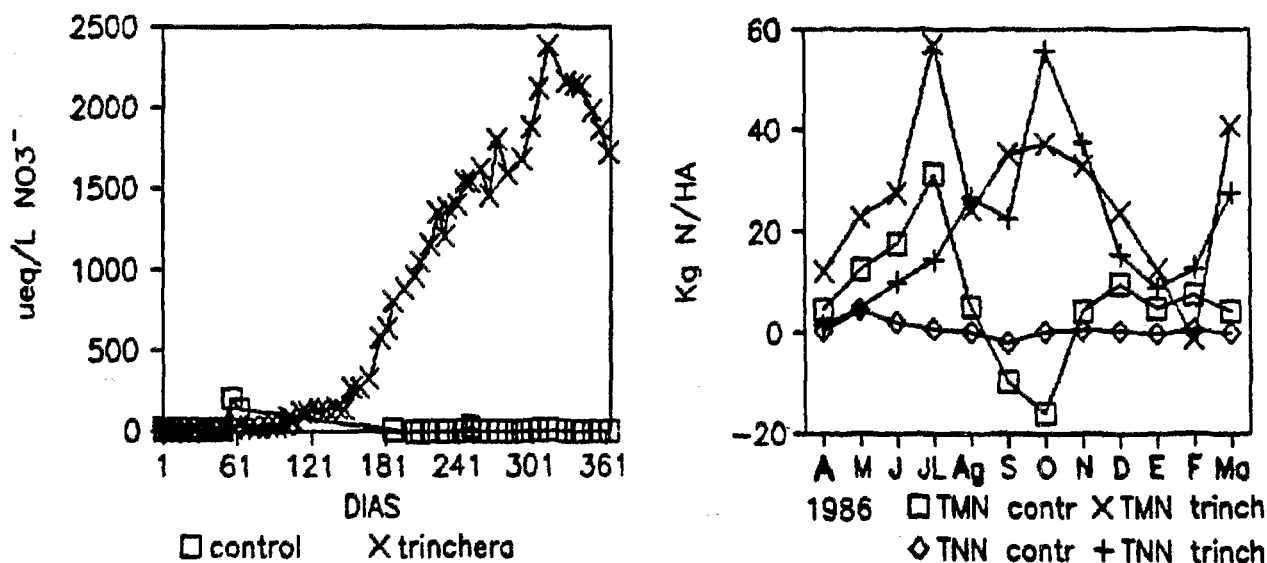 2500
2000
1500
1000
500
0
ueq/L NO3⁻
1 61 121 181 241 301 361
DIAS
control trinchera
60
40
20
0
-20
Kg N/HA
A M J JL Ag S O N D E F Ma
1986 TMN contr TMN trinch
TNN contr TNN trinch